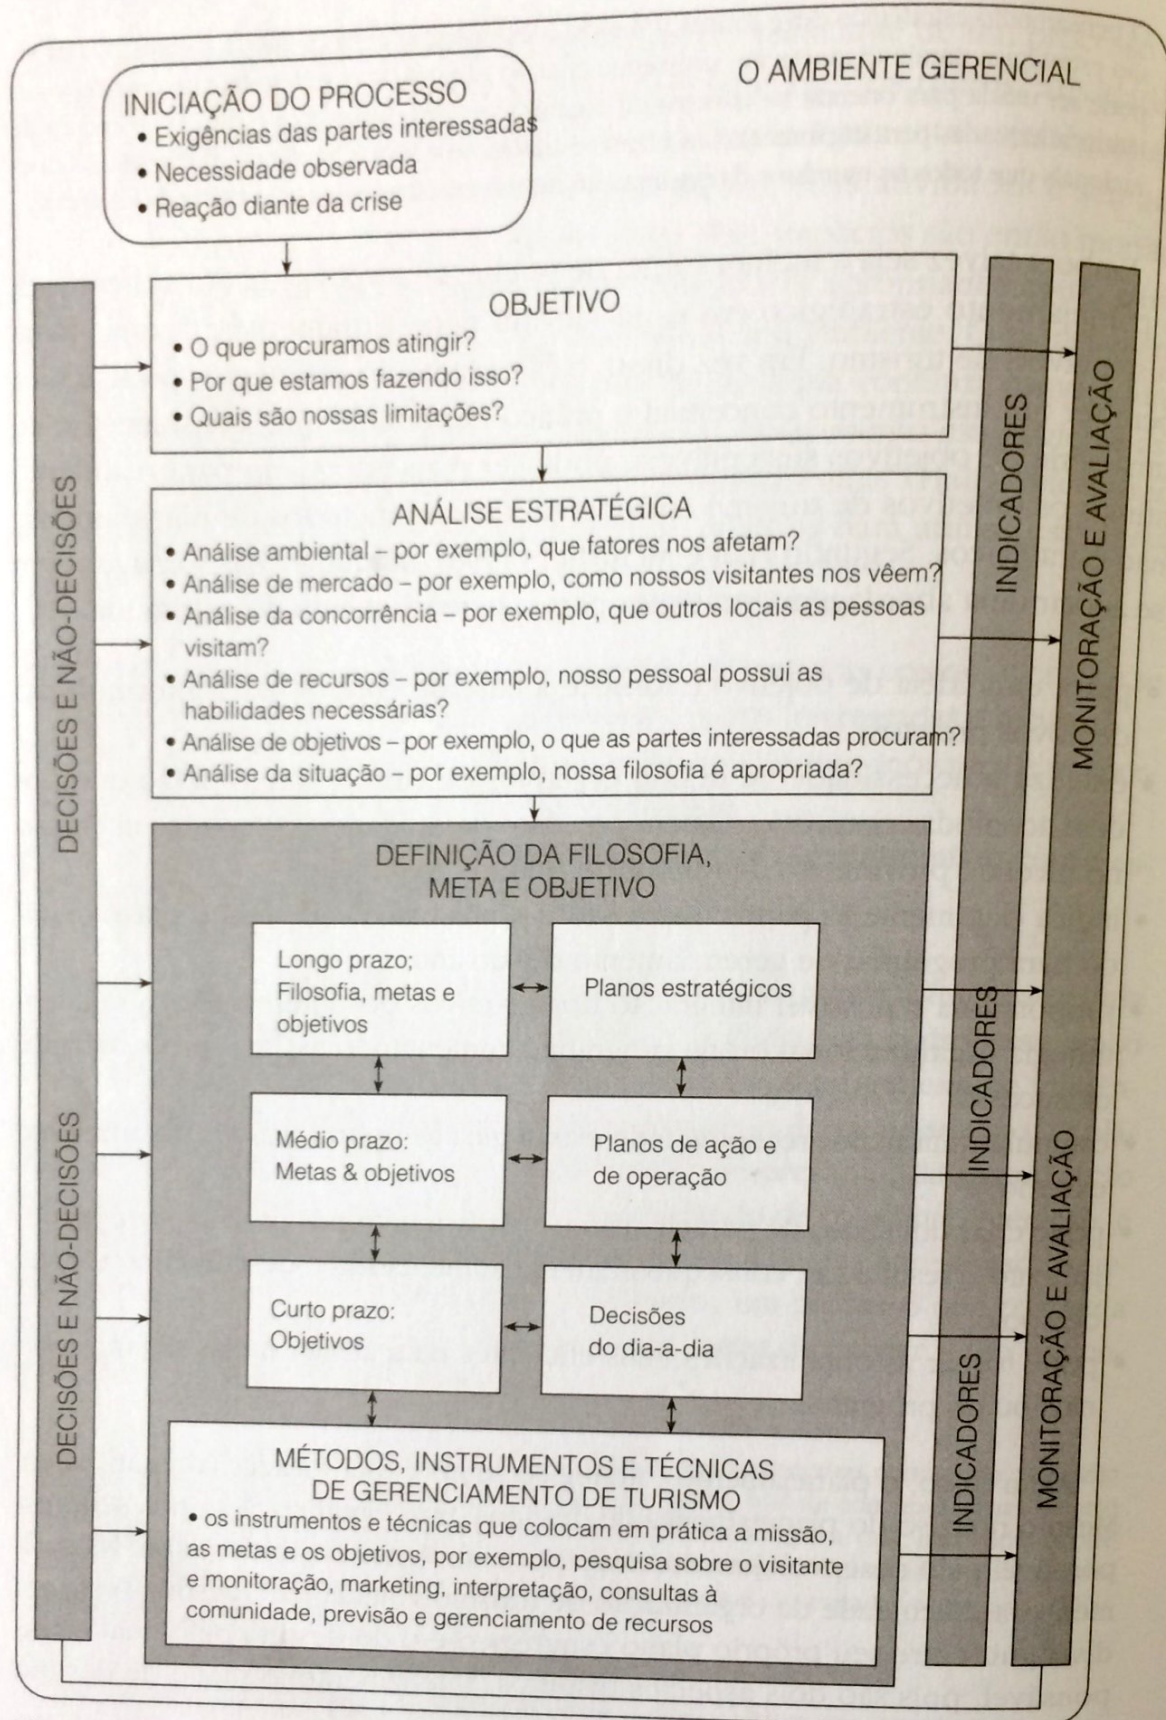 O AMBIENTE GERENCIAL
INICIAÇÃO DO PROCESSO
• Exigências das partes interessadas
• Necessidade observada
• Reação diante da crise
OBJETIVO
• O que procuramos atingir?
• Por que estamos fazendo isso?
• Quais são nossas limitações?
ANÁLISE ESTRATÉGICA
• Análise ambiental – por exemplo, que fatores nos afetam?
• Análise de mercado – por exemplo, como nossos visitantes nos vêem?
• Análise da concorrência – por exemplo, que outros locais as pessoas
visitam?
• Análise de recursos – por exemplo, nosso pessoal possui as
habilidades necessárias?
• Análise de objetivos – por exemplo, o que as partes interessadas procuram?
• Análise da situação – por exemplo, nossa filosofia é apropriada?
DEFINIÇÃO DA FILOSOFIA,
META E OBJETIVO
Longo prazo;
Filosofia, metas e
objetivos
Planos estratégicos
Médio prazo:
Metas & objetivos
Planos de ação e
de operação
Curto prazo:
Objetivos
Decisões
do dia-a-dia
MÉTODOS, INSTRUMENTOS E TÉCNICAS
DE GERENCIAMENTO DE TURISMO
• os instrumentos e técnicas que colocam em prática a missão,
as metas e os objetivos, por exemplo, pesquisa sobre o visitante
e monitoração, marketing, interpretação, consultas à
comunidade, previsão e gerenciamento de recursos
DECISÕES E NÃO-DECISÕES
DECISÕES E NÃO-DECISÕES
INDICADORES
INDICADORES
INDICADORES
MONITORAÇÃO E AVALIAÇÃO
MONITORAÇÃO E AVALIAÇÃO